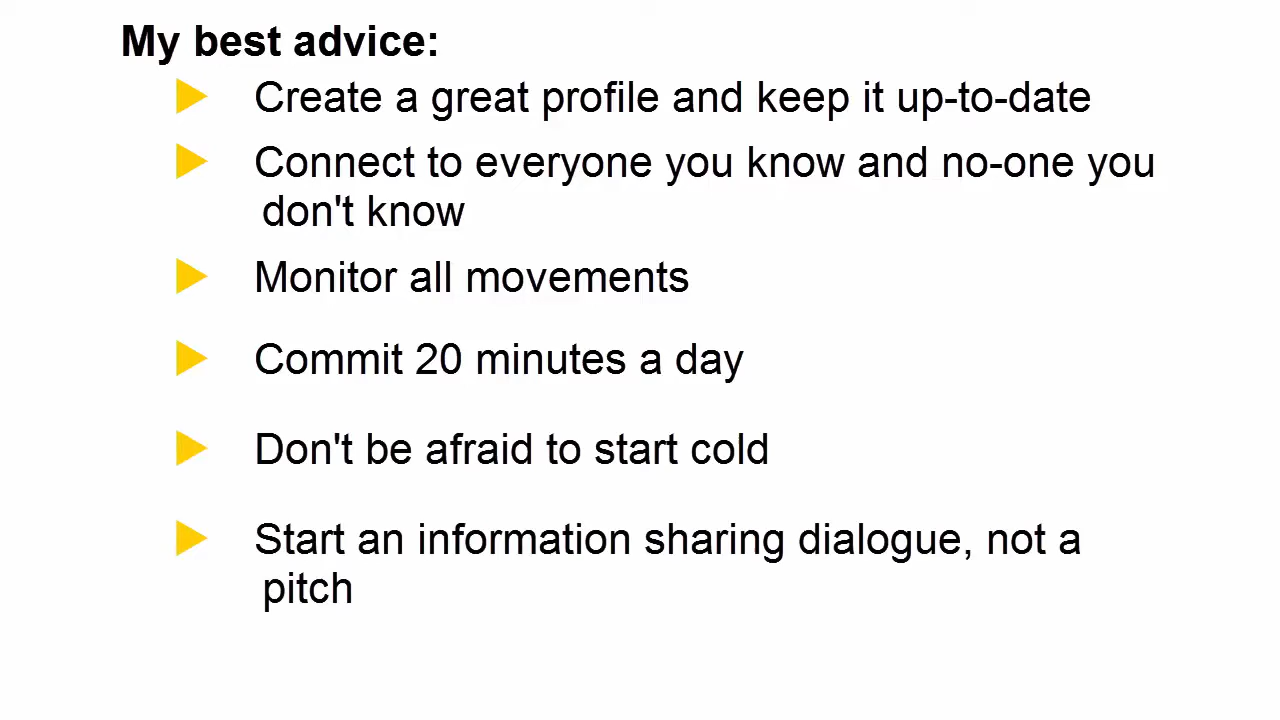 My best advice:
Create a great profile and keep it up-to-date
Connect to everyone you know and no-one you
don't know
Monitor all movements
Commit 20 minutes a day
Don't be afraid to start cold
Start an information sharing dialogue, not a
pitch